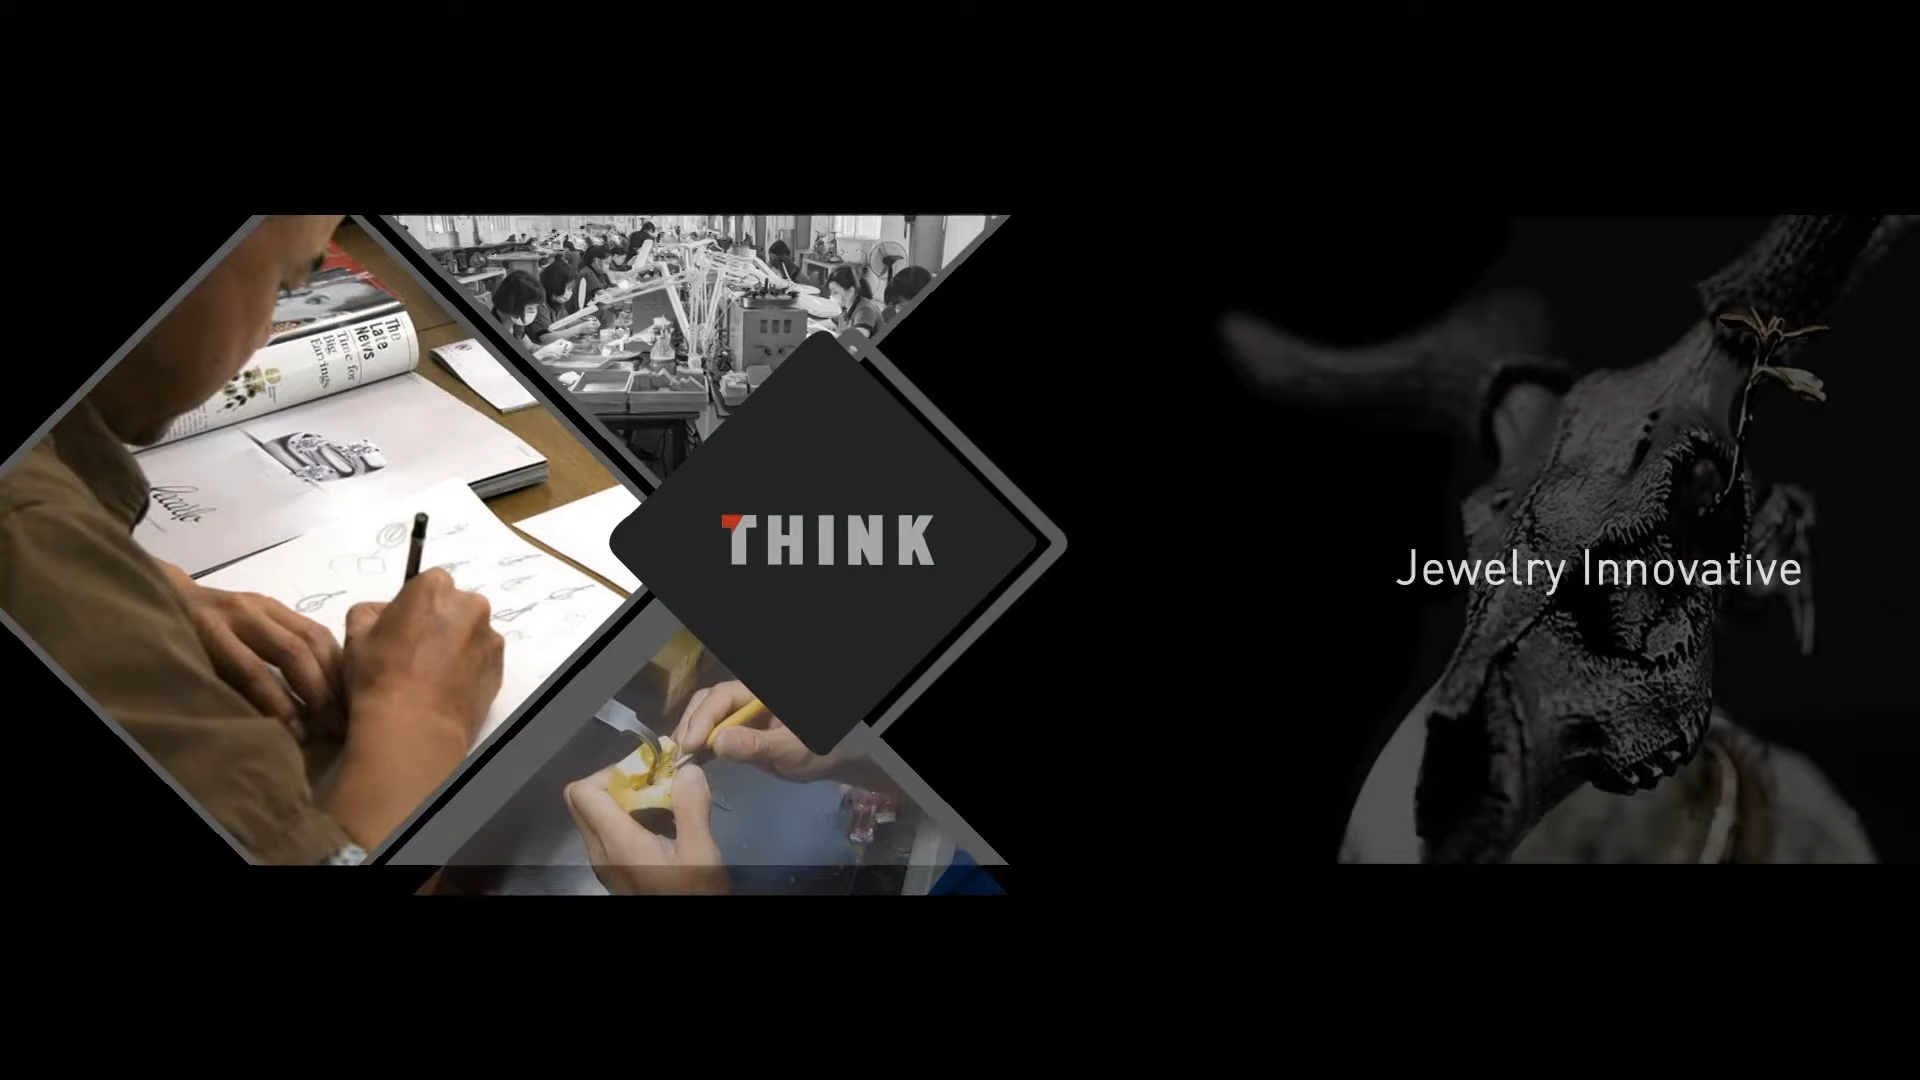 The
Late
News
Time for
Big
Earrings
THINK
Jewelry Innovative